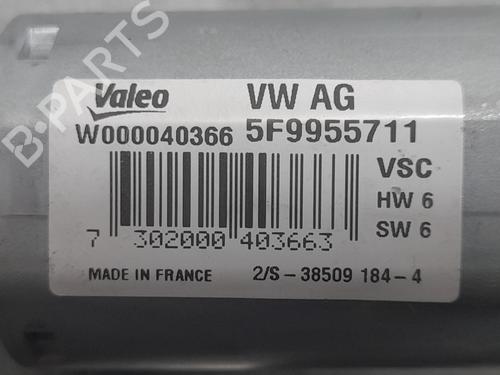 Valeo VW AG
W000040366 5F9955711
VSC
HW 6
SW 6
7 302000 403663
MADE IN FRANCE 2/S-38509 184-4
B-PARTS